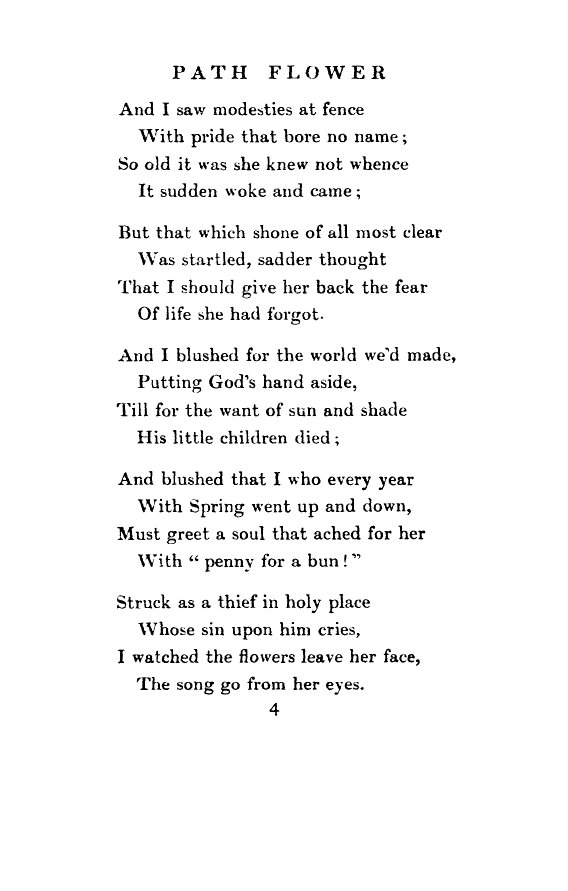 PATH FLOWER
And I saw modesties at fence
With pride that bore no name;
So old it was she knew not whence
It sudden woke and came;
But that which shone of all most clear
Was startled, sadder thought
That I should give her back the fear
Of life she had forgot.
And I blushed for the world we'd made,
Putting God's hand aside,
Till for the want of sun and shade
His little children died;
And blushed that I who every year
With Spring went up and down,
Must greet a soul that ached for her
With “ penny for a bun!”
Struck as a thief in holy place
Whose sin upon him cries,
I watched the flowers leave her face,
The song go from her eyes.
4